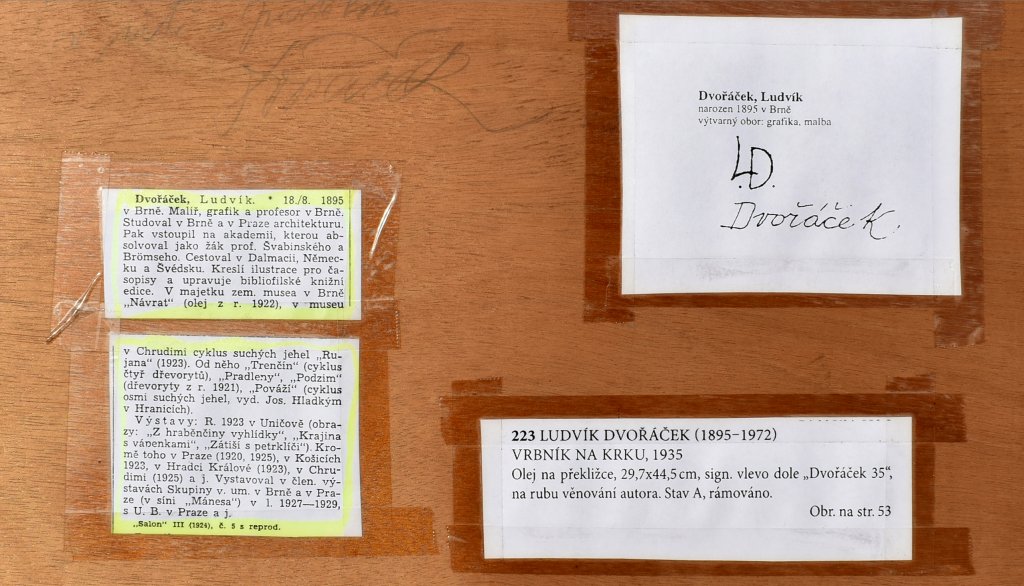 Dvořáček
Dvořáček, Ludvík. * 18./8. 1895
v Brně. Malíř, grafik a profesor v Brně.
Studoval v Brně a v Praze architekturu.
Pak vstoupil na akademii, kterou ab-
solvoval jako žák prof. Švabinského a
Brömseho. Cestoval v Dalmacii, Němec-
ku a Švédsku. Kreslí ilustrace pro ča-
sopisy a upravuje bibliofilské knižní
edice. V majetku zem. musea v Brně
„Návrat“ (olej z r. 1922), v museu
v Chrudimi cyklus suchých jehel „Ru-
jana“ (1923). Od něho „Trenčín“ (cyklus
čtyř dřevorytů), „Pradleny“, „Podzim“
(dřevoryty z r. 1921), „Považí“ (cyklus
osmi suchých jehel, vyd. Jos. Hladkým
v Hranicích).
Výstavy: R. 1923 v Uničově (obra-
zy: „Z hraběnčiny vyhlídky“, „Krajina
s vápenkami“, „Zátiší s petrklíči“). Kro-
mě toho v Praze (1920, 1925), v Košicích
1923, v Hradci Králové (1923), v Chru-
dimi (1925) a j. Vystavoval v člen. vý-
stavách Skupiny v. um. v Brně a v Pra-
ze (v síni „Mánesa“) v l. 1927—1929,
s U. B. v Praze a j.
„Salon“ III (1924), č. 5 s reprod.
Dvořáček, Ludvík
narozen 1895 v Brně
výtvarný obor: grafika, malba
L.D.
Dvořáček.
223 LUDVÍK DVOŘÁČEK (1895–1972)
VRBNÍK NA KRKU, 1935
Olej na překližce, 29,7x44,5 cm, sign. vlevo dole „Dvořáček 35“,
na rubu věnování autora. Stav A, rámováno.
Obr. na str. 53